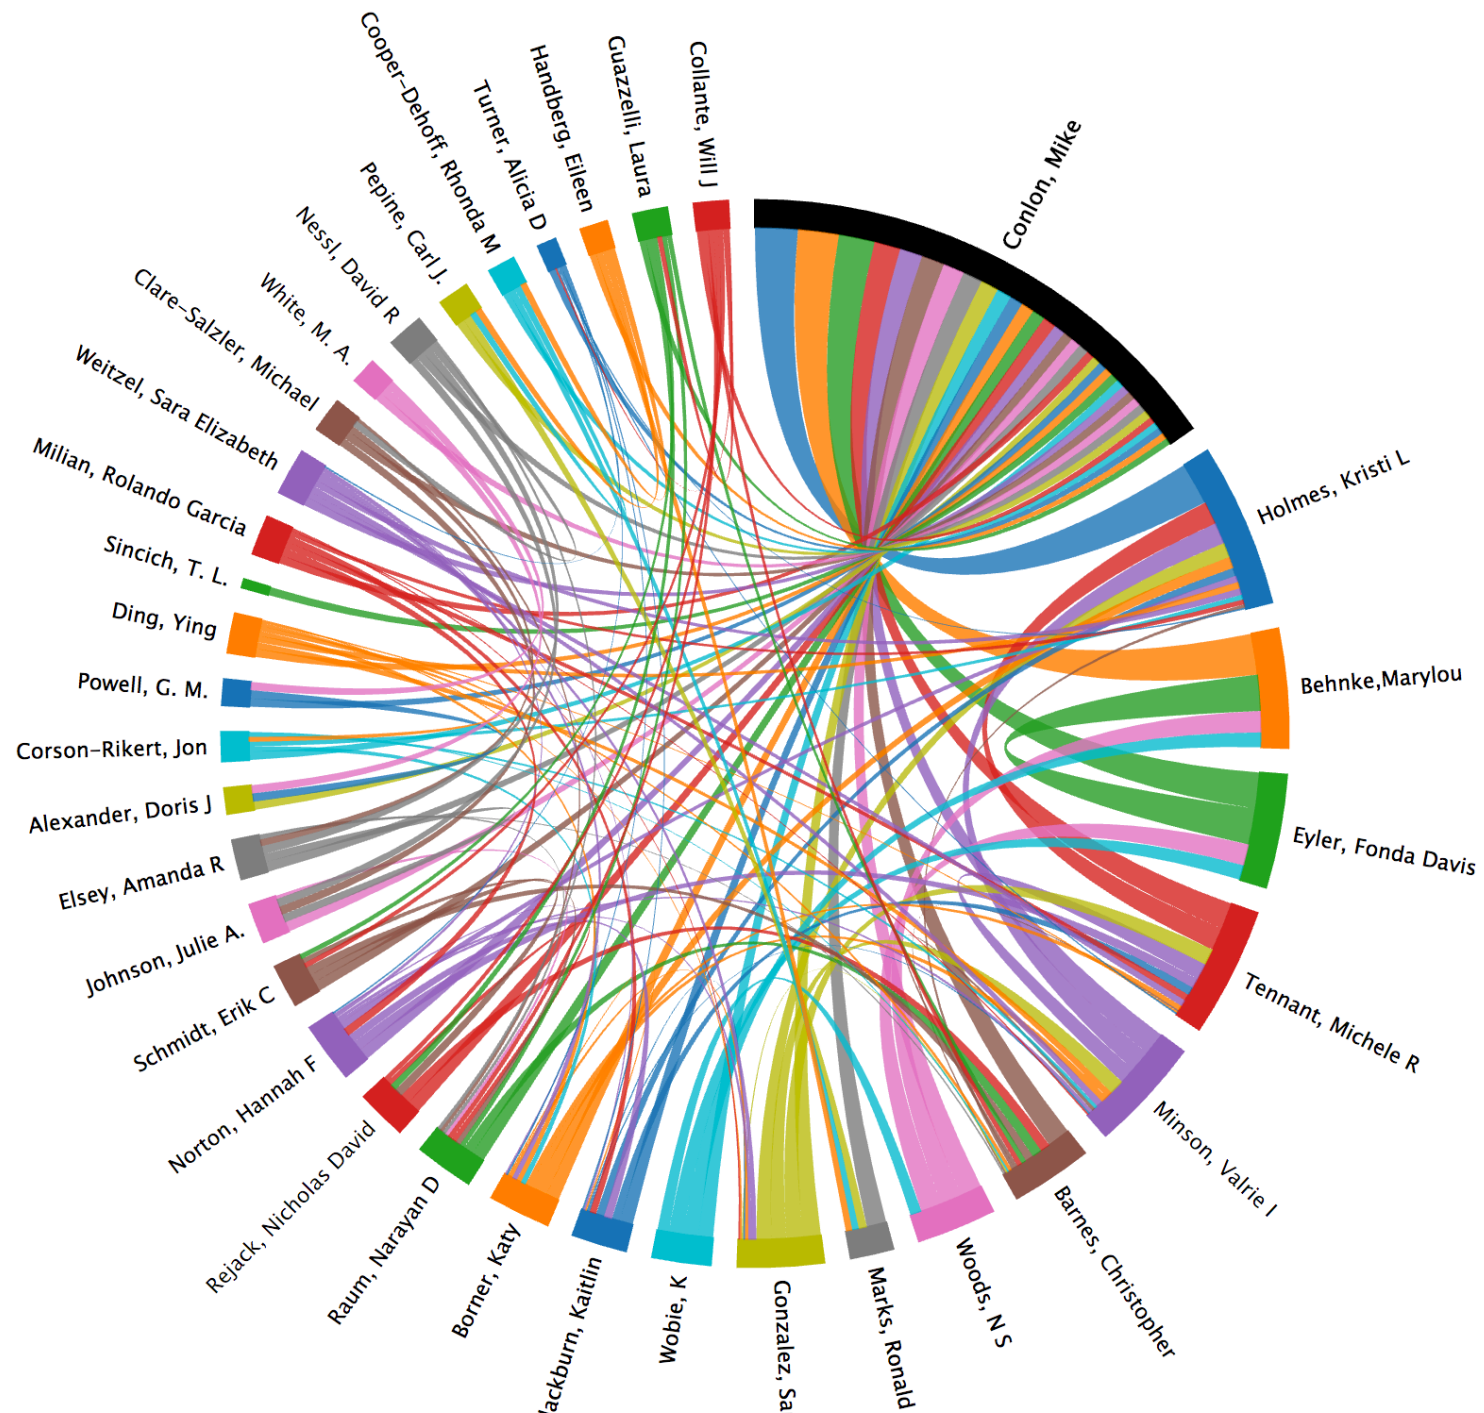 Conlon, Mike
Holmes, Kristi L
Behnke,Marylou
Eyler, Fonda Davis
Tennant, Michele R
Minson, Valrie I
Barnes, Christopher
Woods, N S
Marks, Ronald
Gonzalez, Sa
Wobie, K
lackburn, Kaitlin
Borner, Katy
Raum, Narayan D
Rejack, Nicholas David
Norton, Hannah F
Schmidt, Erik C
Johnson, Julie A.
Elsey, Amanda R
Alexander, Doris J
Corson-Rikert, Jon
Powell, G. M.
Ding, Ying
Sincich, T. L.
Milian, Rolando Garcia
Weitzel, Sara Elizabeth
Clare-Salzler, Michael
White, M. A.
Nessl, David R
Pepine, Carl J.
Cooper-Dehoff, Rhonda M
Turner, Alicia D
Handberg, Eileen
Guazzelli, Laura
Collante, Will J